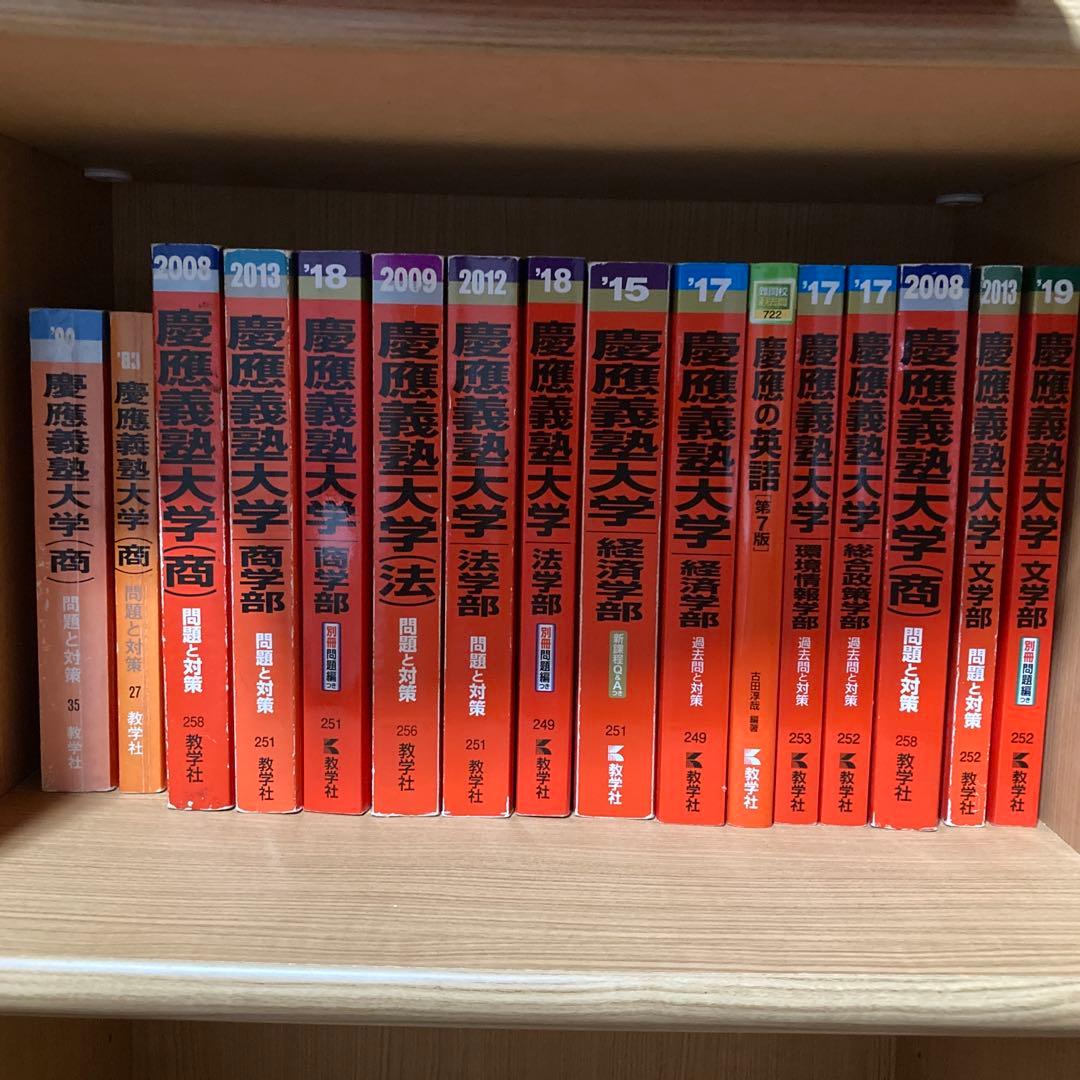 慶應義塾大学(商)
問題と対策
35
教学社
慶應義塾大学(商)
問題と対策
27
教学社
2008
慶應義塾大学(商)
問題と対策
258
教学社
2013
慶應義塾大学
商学部
問題と対策
251
教学社
'18
慶應義塾大学
商学部
別冊問題編つき
251
教学社
2009
慶應義塾大学(法)
問題と対策
256
教学社
2012
慶應義塾大学
法学部
問題と対策
251
教学社
'18
慶應義塾大学
法学部
別冊問題編つき
249
教学社
'15
慶應義塾大学
経済学部
新課程Q&Aつき
251
教学社
'17
慶應義塾大学
経済学部
過去問と対策
249
教学社
難関校
過去問
722
慶應の英語[第7版]
古田淳哉 編著
教学社
'17
慶應義塾大学
環境情報学部
過去問と対策
253
教学社
'17
慶應義塾大学
総合政策学部
過去問と対策
252
教学社
2008
慶應義塾大学(商)
問題と対策
258
教学社
2013
慶應義塾大学
文学部
問題と対策
252
教学社
'19
慶應義塾大学
文学部
別冊問題編つき
252
教学社